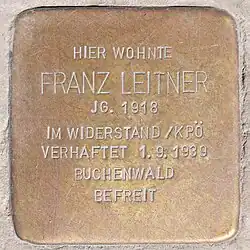 HIER WOHNTE
FRANZ LEITNER
JG. 1918
IM WIDERSTAND/KPÖ
VERHAFTET 1.9.1939
BUCHENWALD
BEFREIT